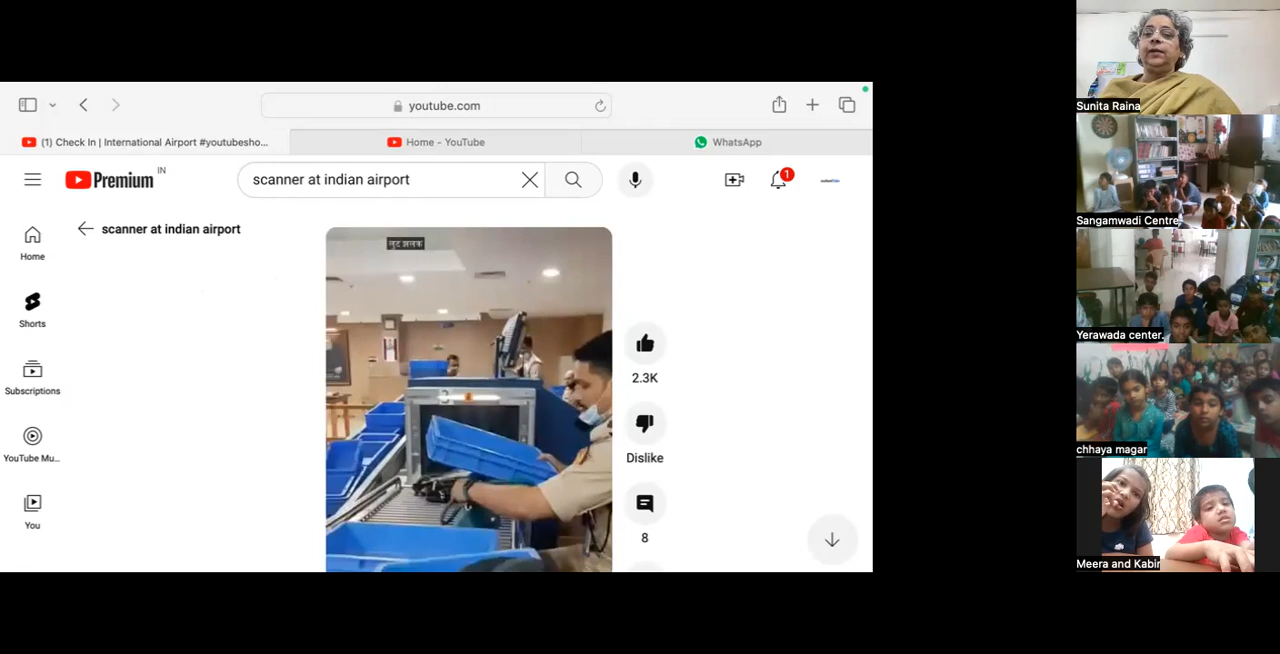 youtube.com
(1) Check In | International Airport #youtubesho...
Home - YouTube
WhatsApp
Premium IN
scanner at indian airport
1
scanner at indian airport
Home
Shorts
Subscriptions
YouTube Mu...
You
2.3K
Dislike
8
Sunita Raina
Sangamwadi Centre
Yerawada center.
chhaya magar
Meera and Kabir